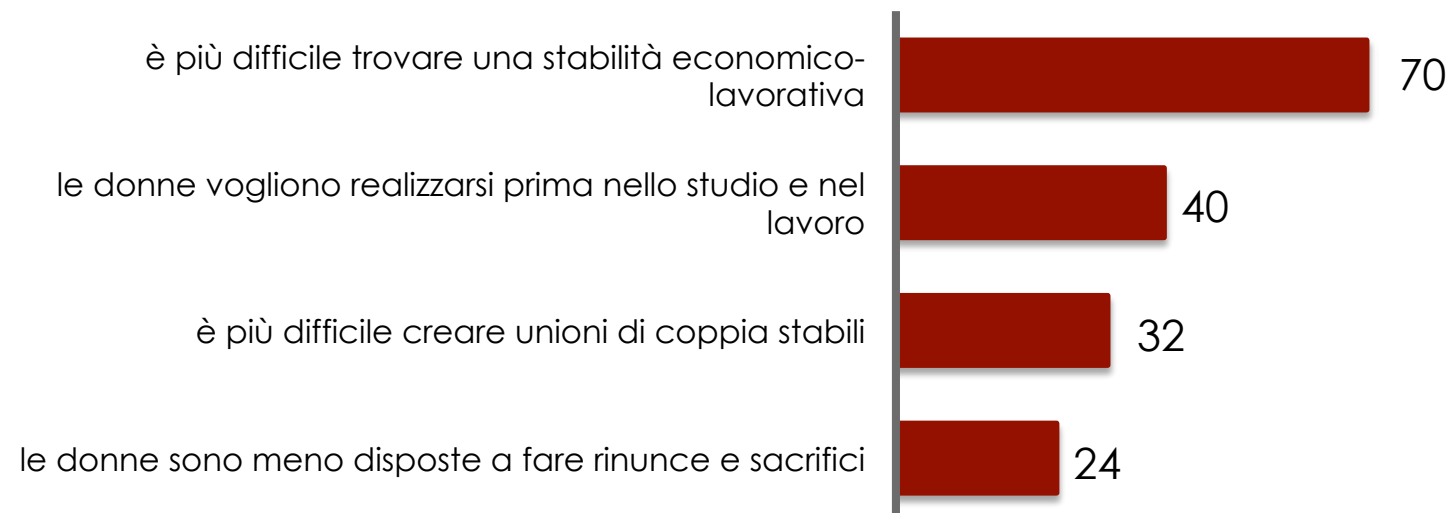 è più difficile trovare una stabilità economico-
lavorativa
70
le donne vogliono realizzarsi prima nello studio e nel
lavoro
40
è più difficile creare unioni di coppia stabili
32
le donne sono meno disposte a fare rinunce e sacrifici
24